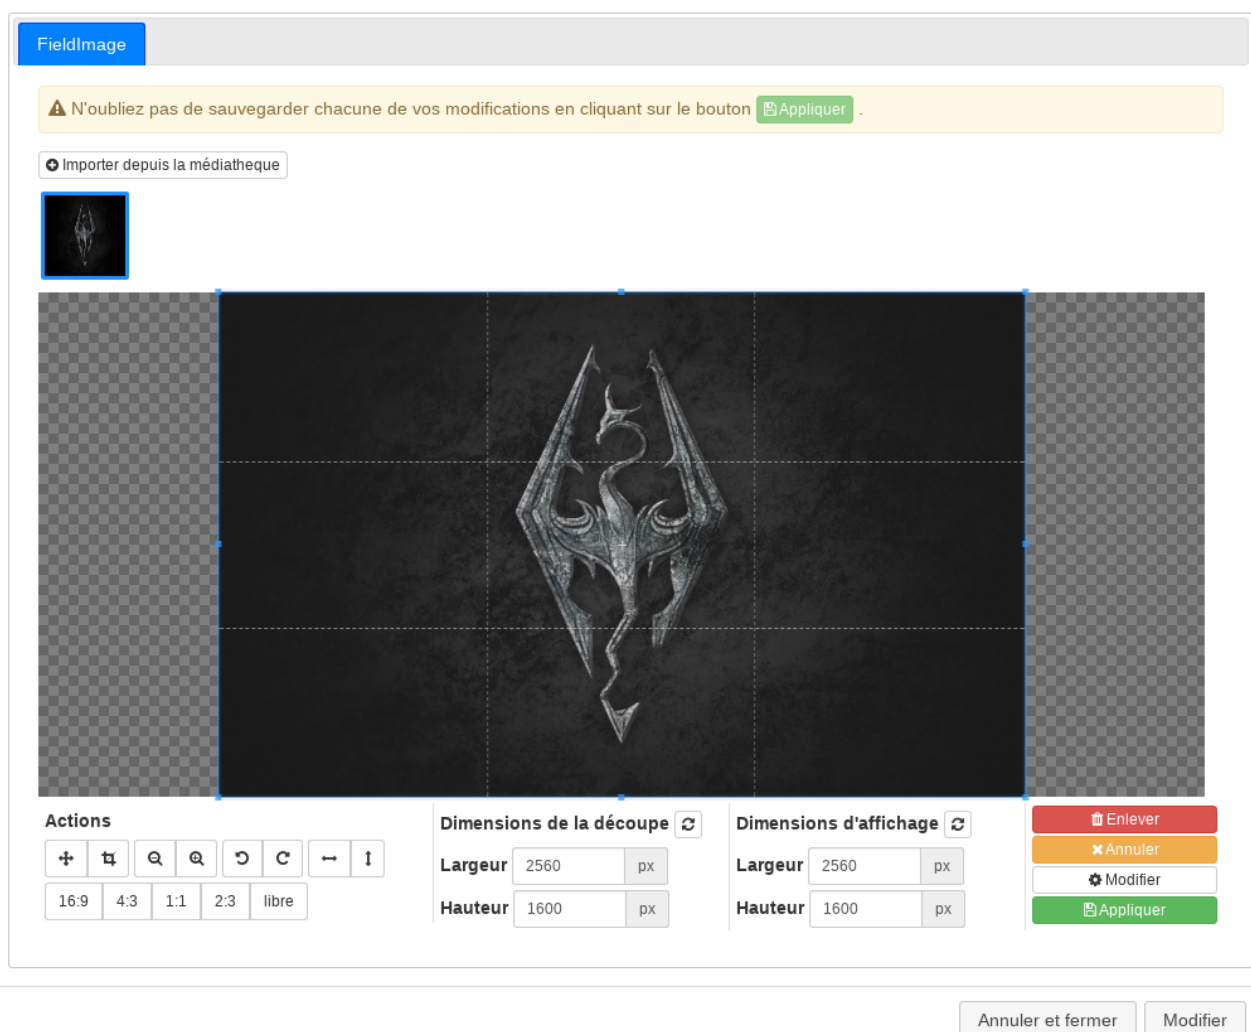 FieldImage
N'oubliez pas de sauvegarder chacune de vos modifications en cliquant sur le bouton Appliquer .
Importer depuis la médiatheque
Actions
16:9 4:3 1:1 2:3 libre
Dimensions de la découpe
Largeur 2560 px
Hauteur 1600 px
Dimensions d'affichage
Largeur 2560 px
Hauteur 1600 px
Enlever
Annuler
Modifier
Appliquer
Annuler et fermer Modifier